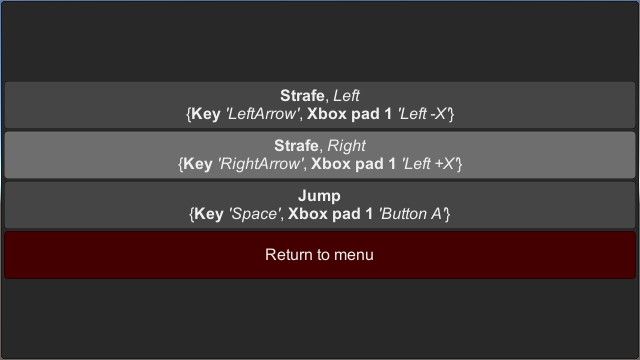 Strafe, Left
{Key 'LeftArrow', Xbox pad 1 'Left -X'}
Strafe, Right
{Key 'RightArrow', Xbox pad 1 'Left +X'}
Jump
{Key 'Space', Xbox pad 1 'Button A'}
Return to menu